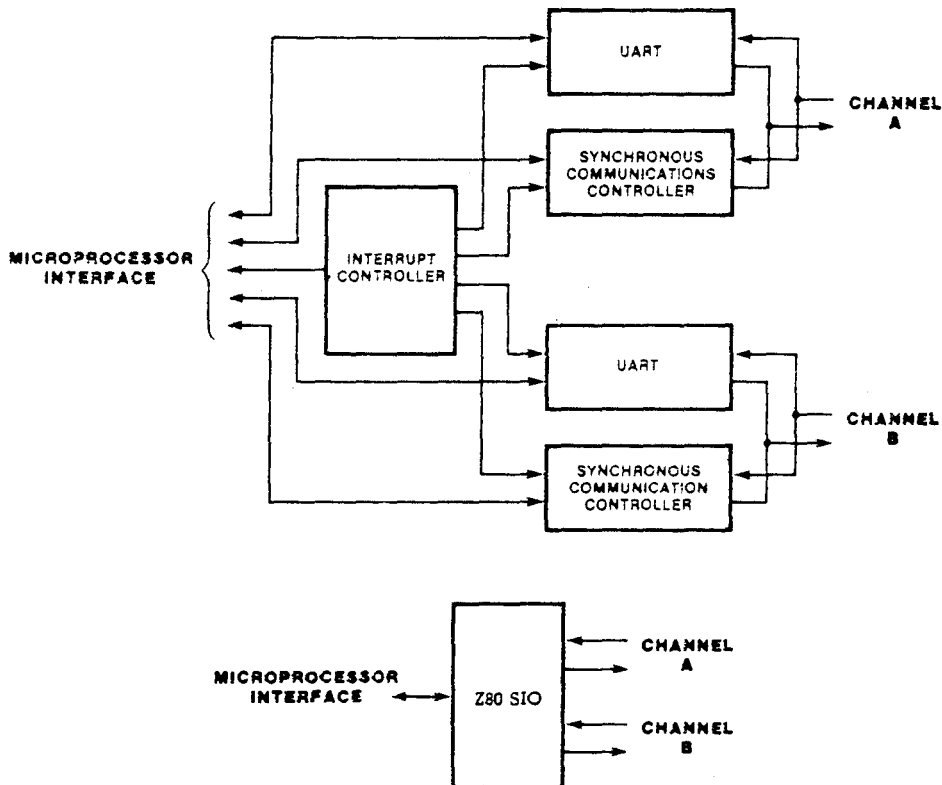 UART
CHANNEL
A
SYNCHRONOUS
COMMUNICATIONS
CONTROLLER
MICROPROCESSOR
INTERFACE
INTERRUPT
CONTROLLER
UART
CHANNEL
B
SYNCHRONOUS
COMMUNICATION
CONTROLLER
MICROPROCESSOR
INTERFACE
Z80 SIO
CHANNEL
A
CHANNEL
B